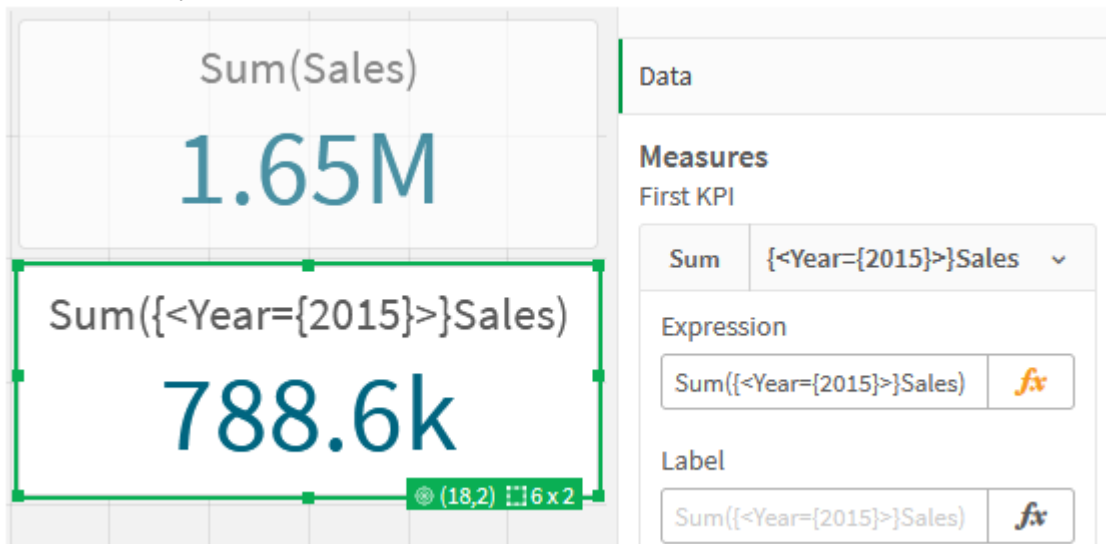 Sum(Sales)
1.65M
Sum({<Year={2015}>}Sales)
788.6k
(18,2) 6 x 2
Data
Measures
First KPI
Sum {<Year={2015}>}Sales
Expression
Sum({<Year={2015}>}Sales) fx
Label
Sum({<Year={2015}>}Sales) fx